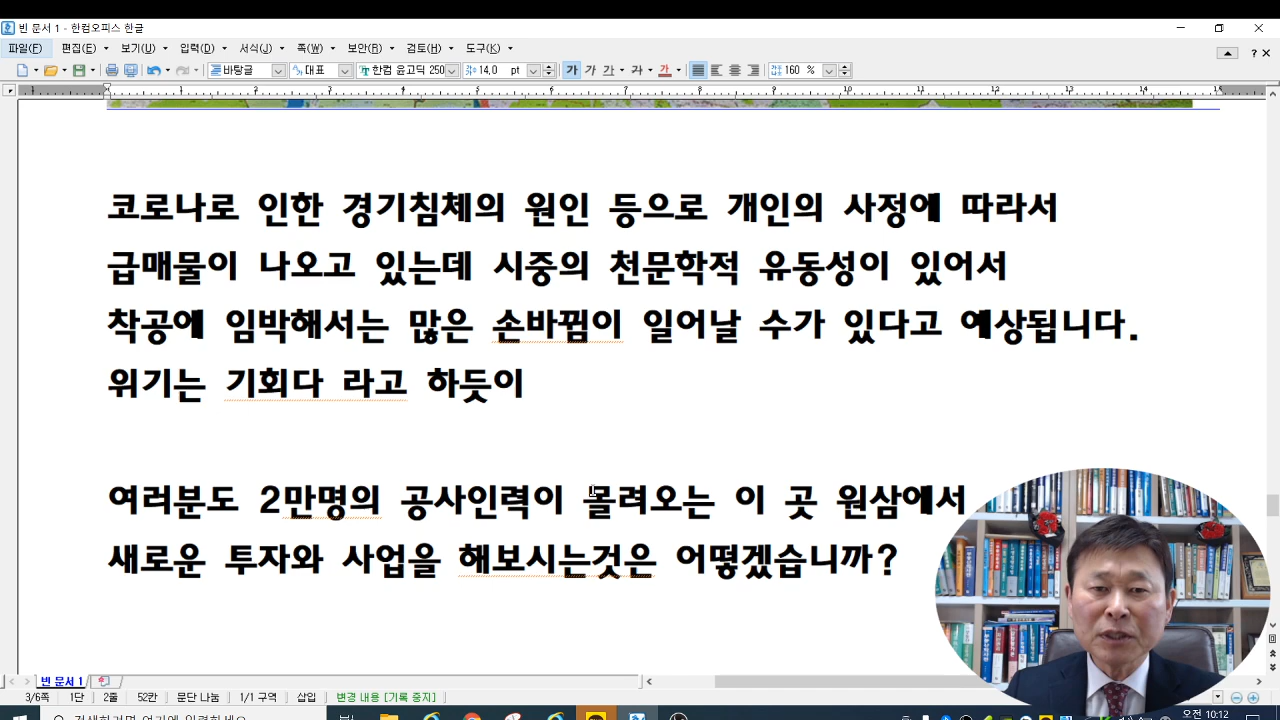 빈 문서 1 - 한컴오피스 한글
파일(F) 편집(E) 보기(U) 입력(D) 서식(J) 쪽(W) 보안(R) 검토(H) 도구(K)
바탕글 대표 한컴 윤고딕 250 14,0 pt 가 가 가 가 가 160 %
코로나로 인한 경기침체의 원인 등으로 개인의 사정에 따라서
급매물이 나오고 있는데 시중의 천문학적 유동성이 있어서
착공에 임박해서는 많은 손바뀜이 일어날 수가 있다고 예상됩니다.
위기는 기회다 라고 하듯이
여러분도 2만명의 공사인력이 몰려오는 이 곳 원삼에서
새로운 투자와 사업을 해보시는것은 어떻겠습니까?
빈 문서 1
3/6쪽 1단 2줄 52칸 문단 나눔 1/1 구역 삽입 변경 내용 [기록 중지]
오전 10:12